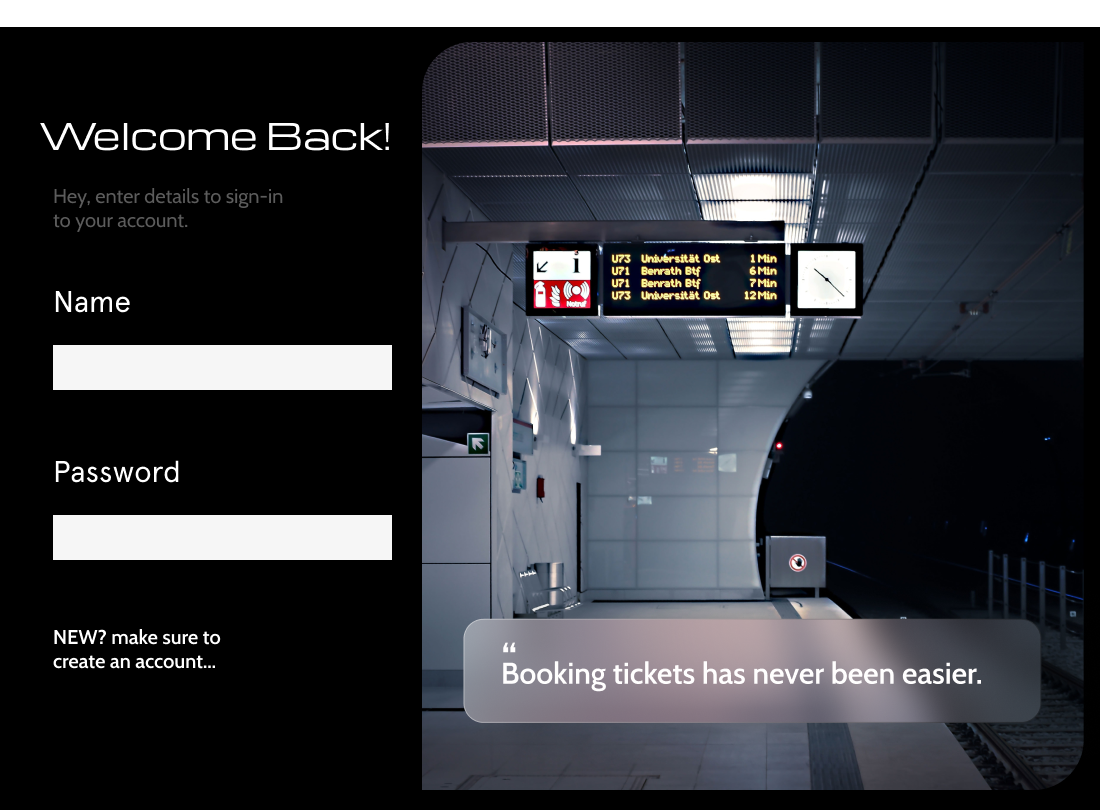 Welcome Back!
Hey, enter details to sign-in
to your account.
Name
Password
NEW? make sure to
create an account...
i
Notruf
U73 Universität Ost 1 Min
U71 Benrath Btf 6 Min
U71 Benrath Btf 7 Min
U73 Universität Ost 12 Min
“
Booking tickets has never been easier.